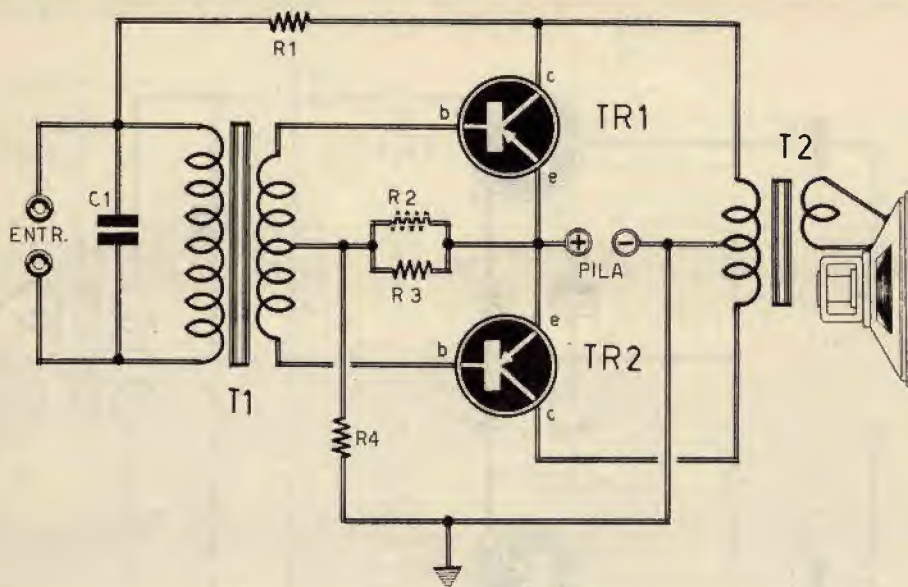 R1
c
b
TR1
e
T2
C1
R2
ENTR.
+
-
PILA
R3
e
b
TR2
c
T1
R4